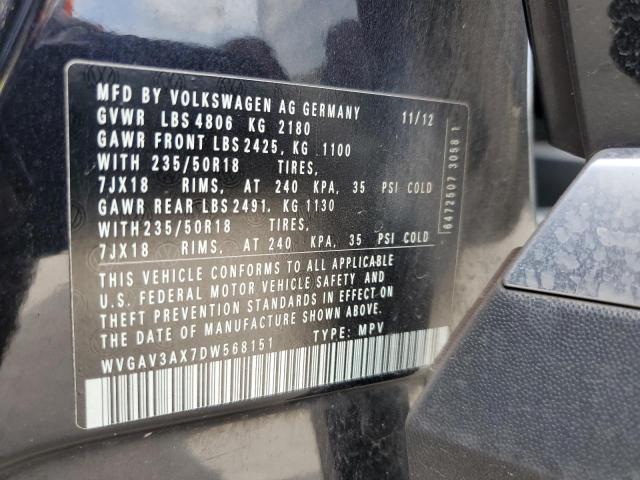 MFD BY VOLKSWAGEN AG GERMANY 11/12
GVWR LBS 4806 KG 2180
GAWR FRONT LBS 2425, KG 1100
WITH 235/50R18 TIRES,
7JX18 RIMS, AT 240 KPA, 35 PSI COLD
GAWR REAR LBS 2491, KG 1130
WITH 235/50R18 TIRES,
7JX18 RIMS, AT 240 KPA, 35 PSI COLD
THIS VEHICLE CONFORMS TO ALL APPLICABLE
U.S. FEDERAL MOTOR VEHICLE SAFETY AND
THEFT PREVENTION STANDARDS IN EFFECT ON
THE DATE OF MANUFACTURE SHOWN ABOVE.
WVGAV3AX7DW568151 TYPE: MPV
6472507 3058 1